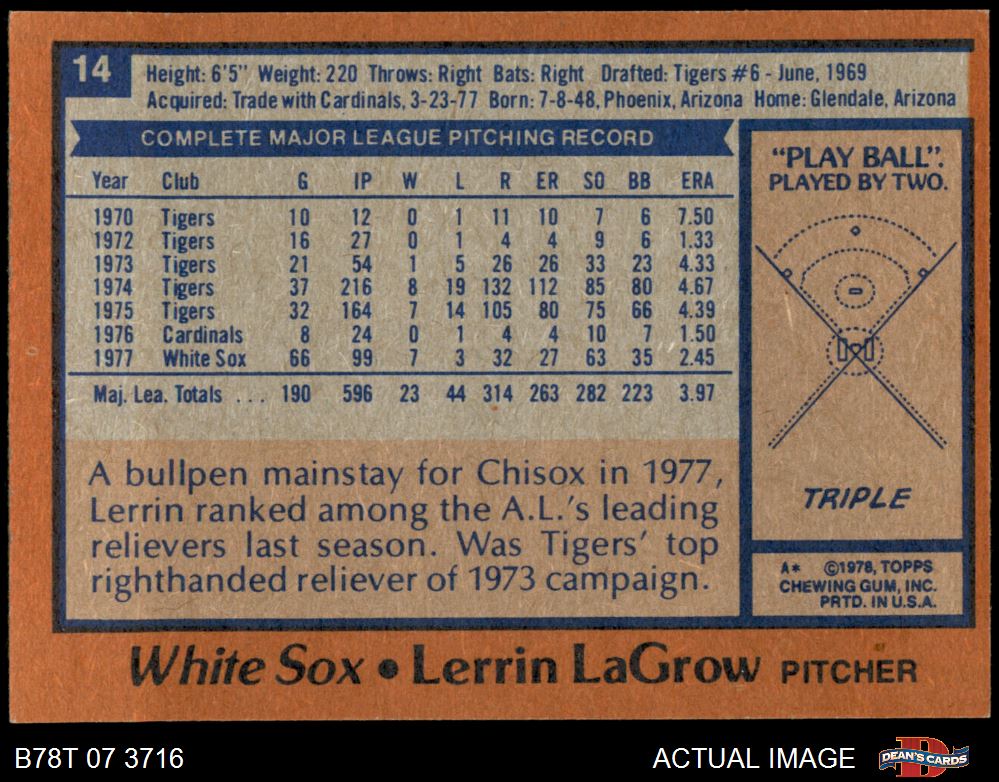 14
Height: 6'5" Weight: 220 Throws: Right Bats: Right Drafted: Tigers #6 - June, 1969
Acquired: Trade with Cardinals, 3-23-77 Born: 7-8-48, Phoenix, Arizona Home: Glendale, Arizona
COMPLETE MAJOR LEAGUE PITCHING RECORD
Year Club G IP W L R ER SO BB ERA
1970 Tigers 10 12 0 1 11 10 7 6 7.50
1972 Tigers 16 27 0 1 4 4 9 6 1.33
1973 Tigers 21 54 1 5 26 26 33 23 4.33
1974 Tigers 37 216 8 19 132 112 85 80 4.67
1975 Tigers 32 164 7 14 105 80 75 66 4.39
1976 Cardinals 8 24 0 1 4 4 10 7 1.50
1977 White Sox 66 99 7 3 32 27 63 35 2.45
Maj. Lea. Totals . . . 190 596 23 44 314 263 282 223 3.97
A bullpen mainstay for Chisox in 1977,
Lerrin ranked among the A.L.'s leading
relievers last season. Was Tigers' top
righthanded reliever of 1973 campaign.
"PLAY BALL".
PLAYED BY TWO.
TRIPLE
A* ©1978, TOPPS
CHEWING GUM, INC.
PRTD. IN U.S.A.
White Sox • Lerrin LaGrow PITCHER
B78T 07 3716
ACTUAL IMAGE
DEAN'S CARDS